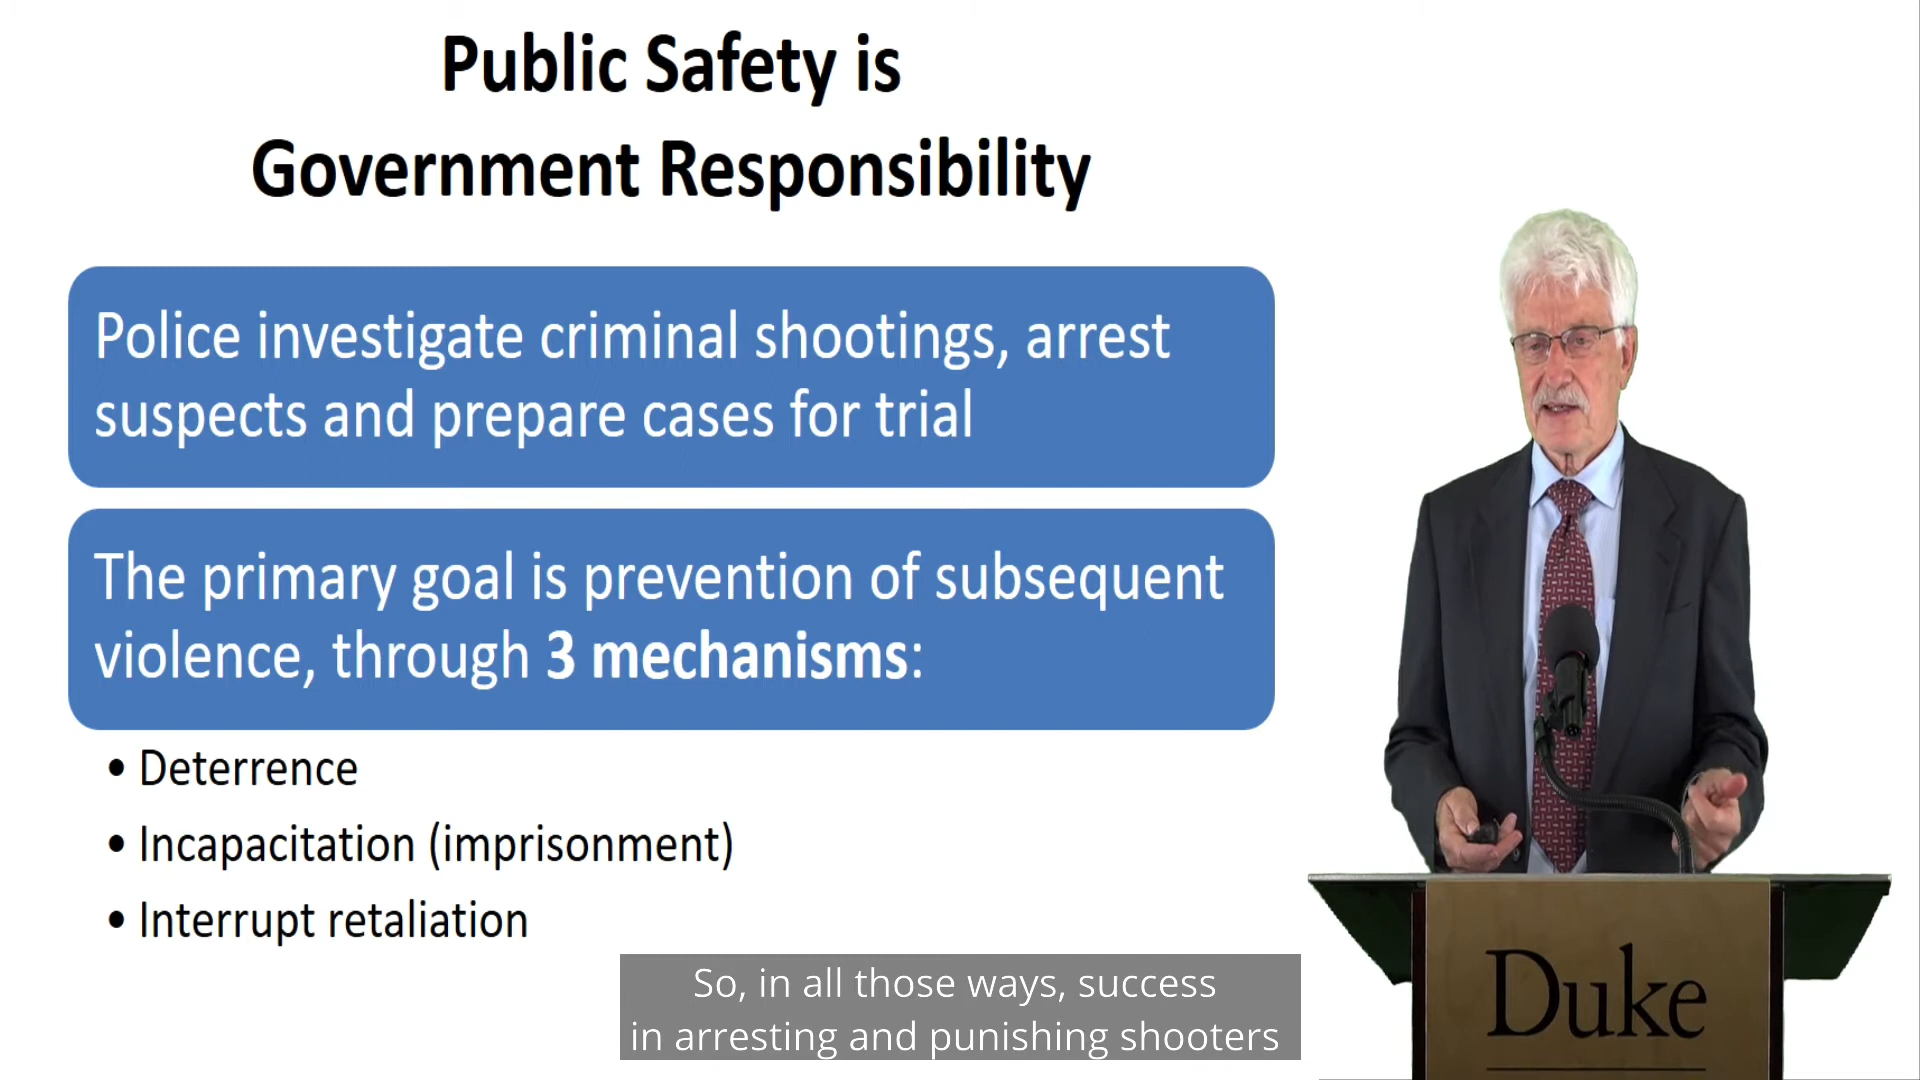 Public Safety is
Government Responsibility
Police investigate criminal shootings, arrest
suspects and prepare cases for trial
The primary goal is prevention of subsequent
violence, through 3 mechanisms:
• Deterrence
• Incapacitation (imprisonment)
• Interrupt retaliation
So, in all those ways, success
in arresting and punishing shooters
Duke